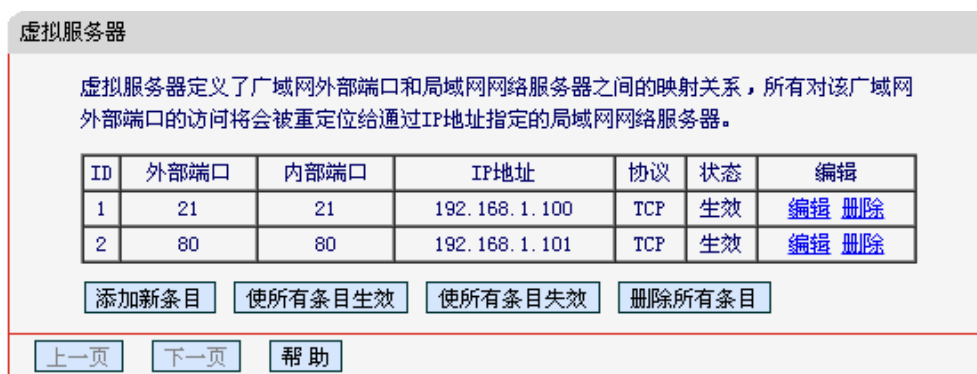 虚拟服务器
虚拟服务器定义了广域网外部端口和局域网网络服务器之间的映射关系，所有对该广域网
外部端口的访问将会被重定位给通过IP地址指定的局域网网络服务器。
ID 外部端口 内部端口 IP地址 协议 状态 编辑
1 21 21 192.168.1.100 TCP 生效 编辑 删除
2 80 80 192.168.1.101 TCP 生效 编辑 删除
添加新条目 使所有条目生效 使所有条目失效 删除所有条目
上一页 下一页 帮助